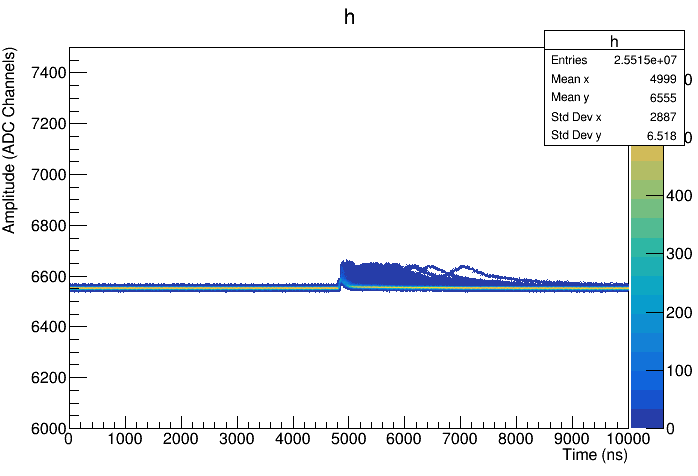 h
h
Entries 2.5515e+07
Mean x 4999
Mean y 6555
Std Dev x 2887
Std Dev y 6.518
Amplitude (ADC Channels)
7400
7200
7000
6800
6600
6400
6200
6000
0 1000 2000 3000 4000 5000 6000 7000 8000 9000 10000
Time (ns)
0
0
400
300
200
100
0